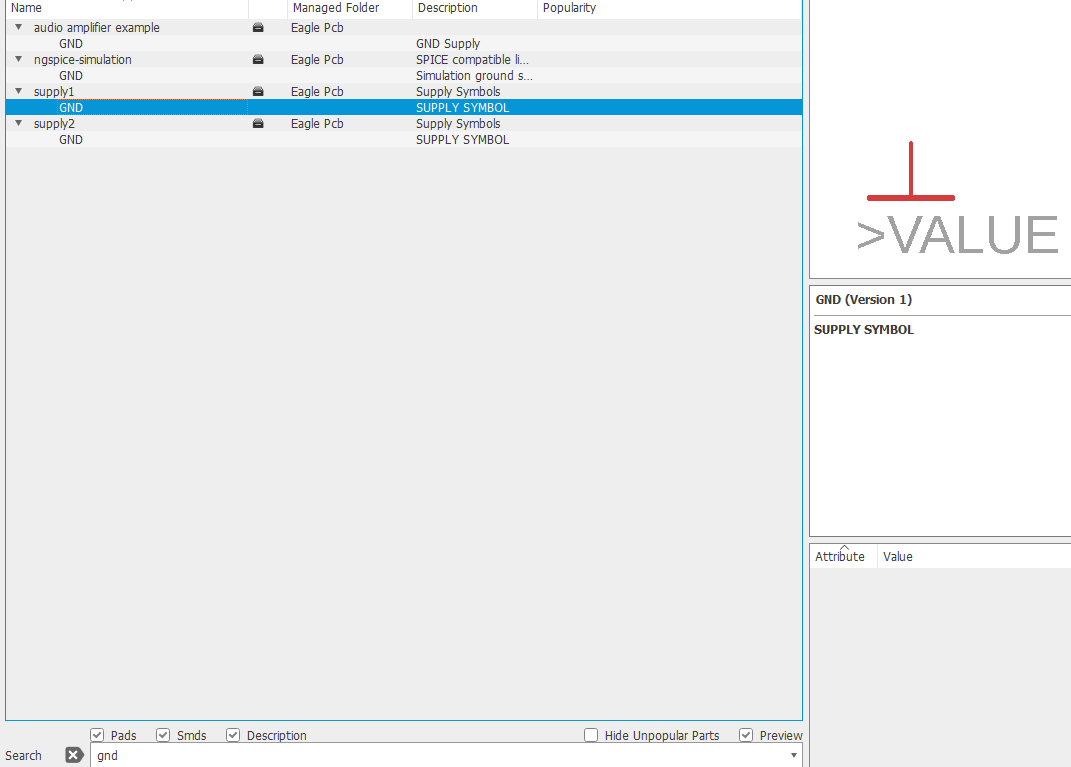 Name Managed Folder Description Popularity
audio amplifier example Eagle Pcb
GND GND Supply
ngspice-simulation Eagle Pcb SPICE compatible li...
GND Simulation ground s...
supply1 Eagle Pcb Supply Symbols
GND SUPPLY SYMBOL
supply2 Eagle Pcb Supply Symbols
GND SUPPLY SYMBOL
>VALUE
GND (Version 1)
SUPPLY SYMBOL
Attribute Value
Pads Smds Description Hide Unpopular Parts Preview
Search gnd